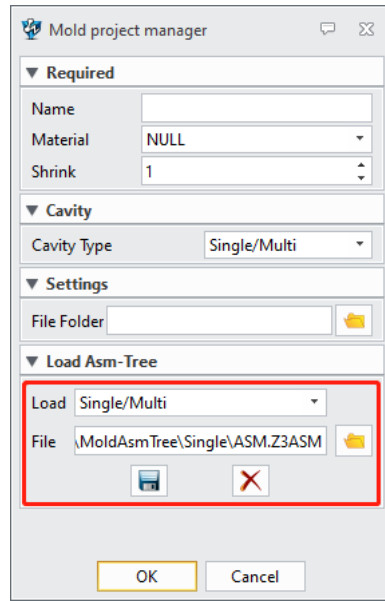 Mold project manager
Required
Name
Material NULL
Shrink 1
Cavity
Cavity Type Single/Multi
Settings
File Folder
Load Asm-Tree
Load Single/Multi
File \MoldAsmTree\Single\ASM.Z3ASM
OK Cancel